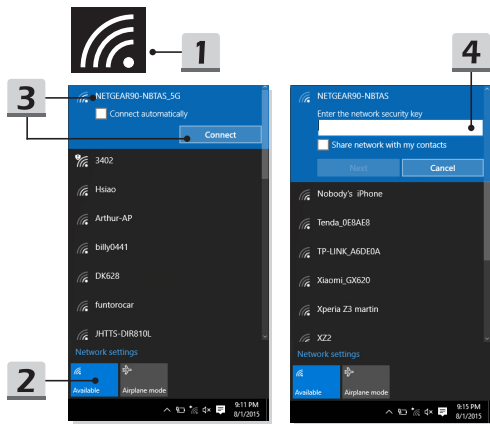 1
3
NETGEAR90-NBTAS_5G
Connect automatically
Connect
3402
Hsiao
Arthur-AP
billy0441
DK628
funtorocar
JHTTS-DIR810L
Network settings
2
Available
Airplane mode
9:11 PM
8/1/2015
4
NETGEAR90-NBTAS
Enter the network security key
Share network with my contacts
Next
Cancel
Nobody's iPhone
Tenda_0E8AE8
TP-LINK_A6DE0A
Xiaomi_GX620
Xperia Z3 martin
XZ2
Network settings
Available
Airplane mode
9:15 PM
8/1/2015